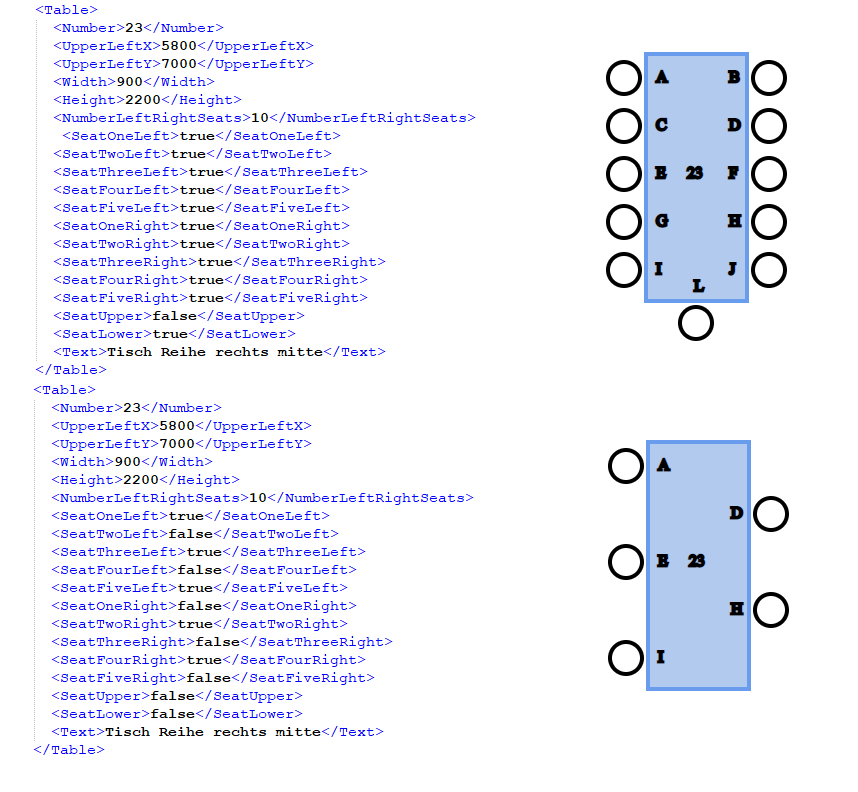 <Table>
<Number>23</Number>
<UpperLeftX>5800</UpperLeftX>
<UpperLeftY>7000</UpperLeftY>
<Width>900</Width>
<Height>2200</Height>
<NumberLeftRightSeats>10</NumberLeftRightSeats>
<SeatOneLeft>true</SeatOneLeft>
<SeatTwoLeft>true</SeatTwoLeft>
<SeatThreeLeft>true</SeatThreeLeft>
<SeatFourLeft>true</SeatFourLeft>
<SeatFiveLeft>true</SeatFiveLeft>
<SeatOneRight>true</SeatOneRight>
<SeatTwoRight>true</SeatTwoRight>
<SeatThreeRight>true</SeatThreeRight>
<SeatFourRight>true</SeatFourRight>
<SeatFiveRight>true</SeatFiveRight>
<SeatUpper>false</SeatUpper>
<SeatLower>true</SeatLower>
<Text>Tisch Reihe rechts mitte</Text>
</Table>
A B
C D
E 23 F
G H
I J
L
<Table>
<Number>23</Number>
<UpperLeftX>5800</UpperLeftX>
<UpperLeftY>7000</UpperLeftY>
<Width>900</Width>
<Height>2200</Height>
<NumberLeftRightSeats>10</NumberLeftRightSeats>
<SeatOneLeft>true</SeatOneLeft>
<SeatTwoLeft>false</SeatTwoLeft>
<SeatThreeLeft>true</SeatThreeLeft>
<SeatFourLeft>false</SeatFourLeft>
<SeatFiveLeft>true</SeatFiveLeft>
<SeatOneRight>false</SeatOneRight>
<SeatTwoRight>true</SeatTwoRight>
<SeatThreeRight>false</SeatThreeRight>
<SeatFourRight>true</SeatFourRight>
<SeatFiveRight>false</SeatFiveRight>
<SeatUpper>false</SeatUpper>
<SeatLower>false</SeatLower>
<Text>Tisch Reihe rechts mitte</Text>
</Table>
A
D
E 23
H
I